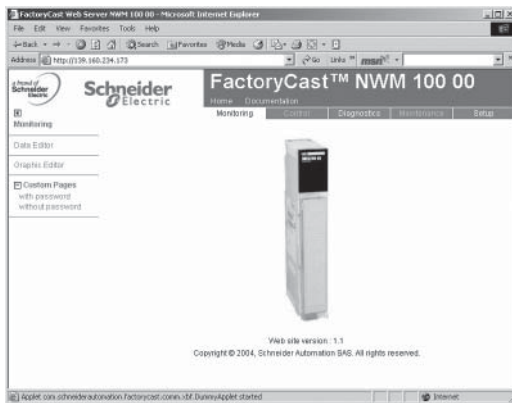 FactoryCast Web Server NWM 100 00 - Microsoft Internet Explorer
File Edit View Favorites Tools Help
Back Search Favorites Media
Address http://139.160.234.173 Go Links msn
a brand of
Schneider
Electric
Schneider
Electric
FactoryCast™ NWM 100 00
Home Documentation
Monitoring Control Diagnostics Maintenance Setup
Monitoring
Data Editor
Graphic Editor
Custom Pages
with password
without password
Web site version : 1.1
Copyright © 2004, Schneider Automation SAS. All rights reserved.
Applet com.schneiderautomation.factorycast.comm.xbf.DummyApplet started Internet